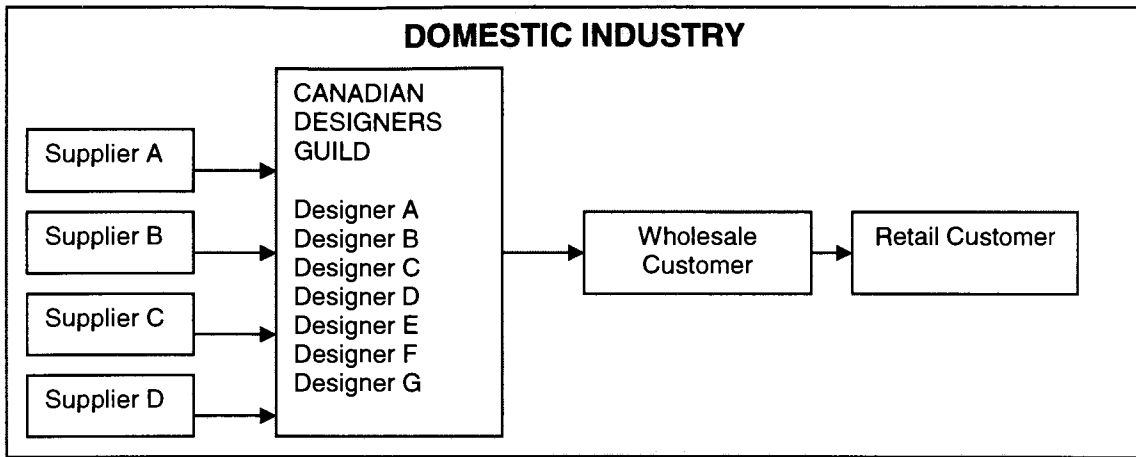 DOMESTIC INDUSTRY
Supplier A
Supplier B
Supplier C
Supplier D
CANADIAN
DESIGNERS
GUILD
Designer A
Designer B
Designer C
Designer D
Designer E
Designer F
Designer G
Wholesale
Customer
Retail Customer